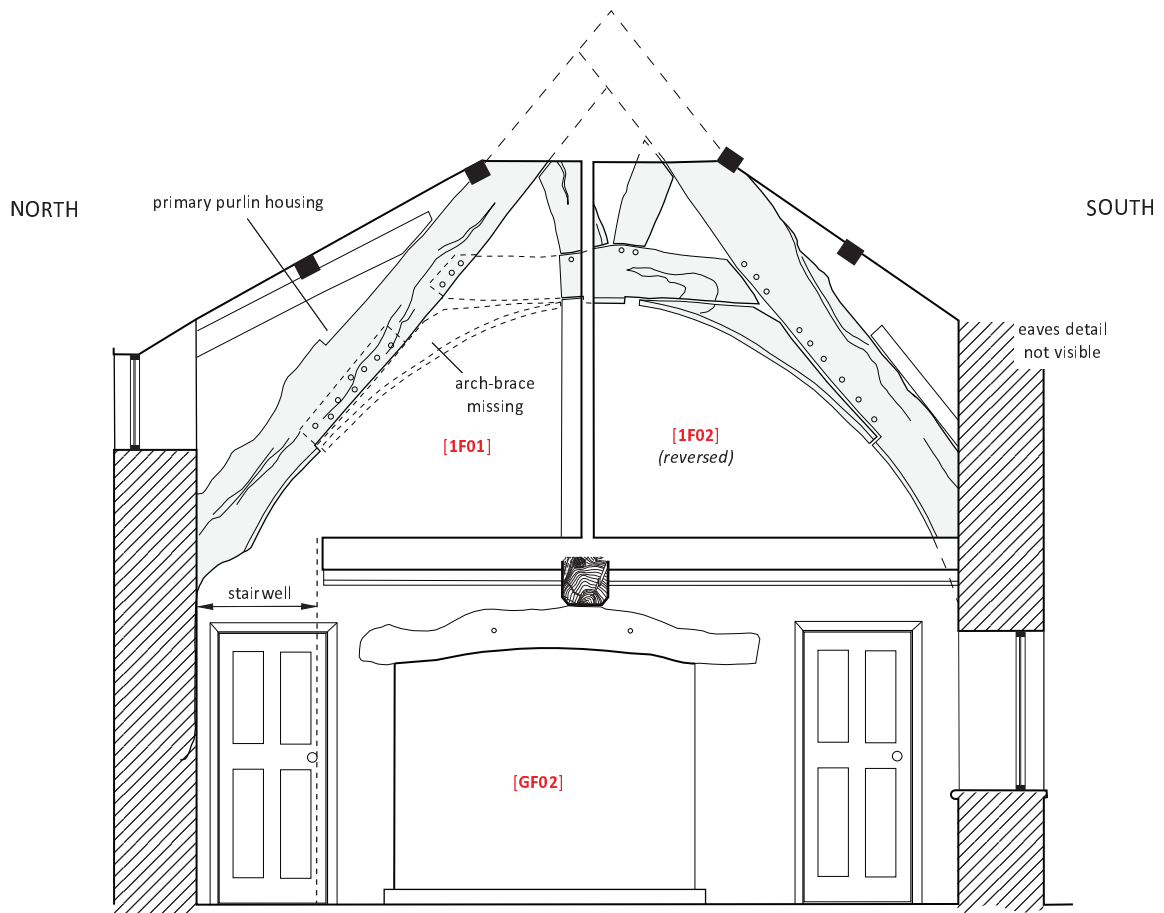 NORTH
primary purlin housing
SOUTH
eaves detail
not visible
arch-brace
missing
[1F01]
[1F02]
(reversed)
stairwell
[GF02]